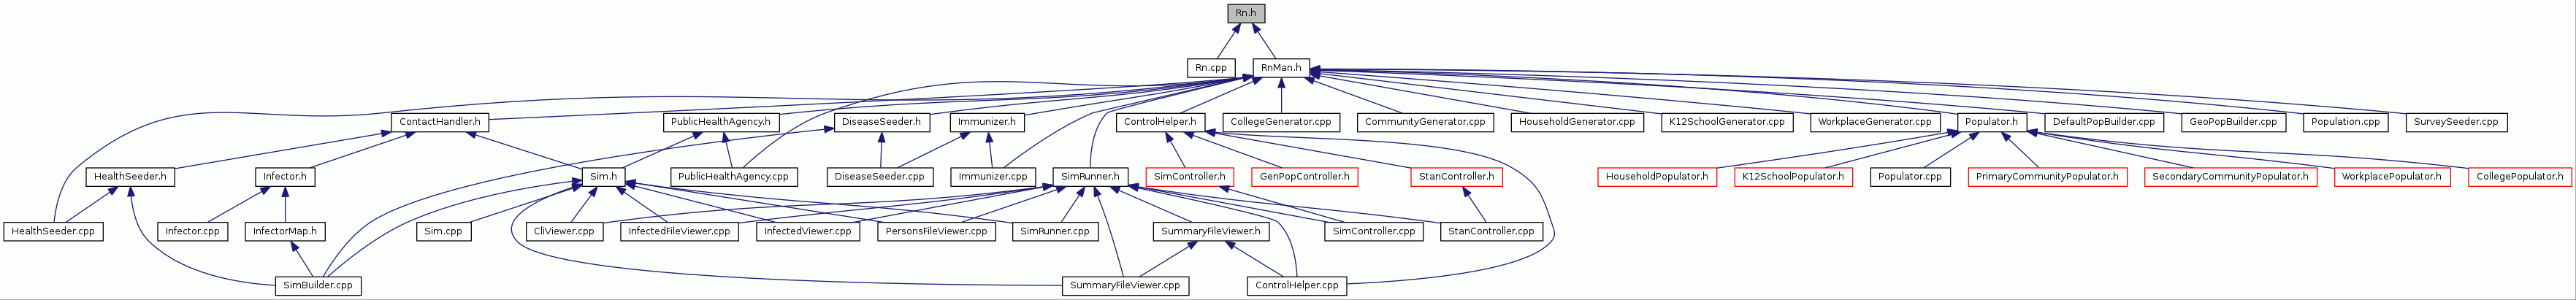 Rn.h
Rn.cpp
RnMan.h
ContactHandler.h
PublicHealthAgency.h
DiseaseSeeder.h
Immunizer.h
ControlHelper.h
CollegeGenerator.cpp
CommunityGenerator.cpp
HouseholdGenerator.cpp
K12SchoolGenerator.cpp
WorkplaceGenerator.cpp
Populator.h
DefaultPopBuilder.cpp
GeoPopBuilder.cpp
Population.cpp
SurveySeeder.cpp
HealthSeeder.h
Infector.h
Sim.h
PublicHealthAgency.cpp
DiseaseSeeder.cpp
Immunizer.cpp
SimRunner.h
SimController.h
GenPopController.h
StanController.h
HouseholdPopulator.h
K12SchoolPopulator.h
Populator.cpp
PrimaryCommunityPopulator.h
SecondaryCommunityPopulator.h
WorkplacePopulator.h
CollegePopulator.h
HealthSeeder.cpp
Infector.cpp
InfectorMap.h
Sim.cpp
CliViewer.cpp
InfectedFileViewer.cpp
InfectedViewer.cpp
PersonsFileViewer.cpp
SimRunner.cpp
SummaryFileViewer.h
SimController.cpp
StanController.cpp
SimBuilder.cpp
SummaryFileViewer.cpp
ControlHelper.cpp